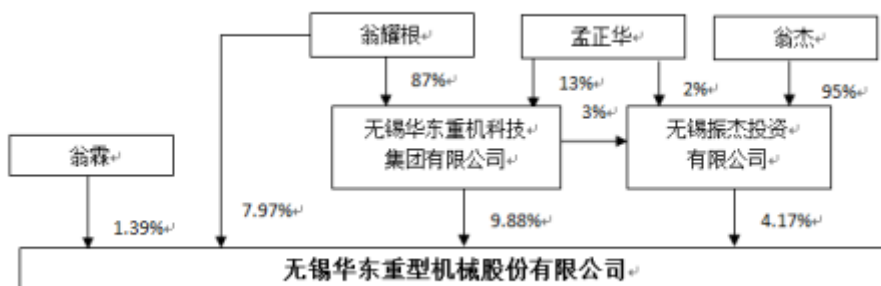 翁耀根
孟正华
翁杰
87%
13%
2%
95%
3%
无锡华东重机科技
集团有限公司
无锡振杰投资
有限公司
翁霖
1.39%
7.97%
9.88%
4.17%
无锡华东重型机械股份有限公司